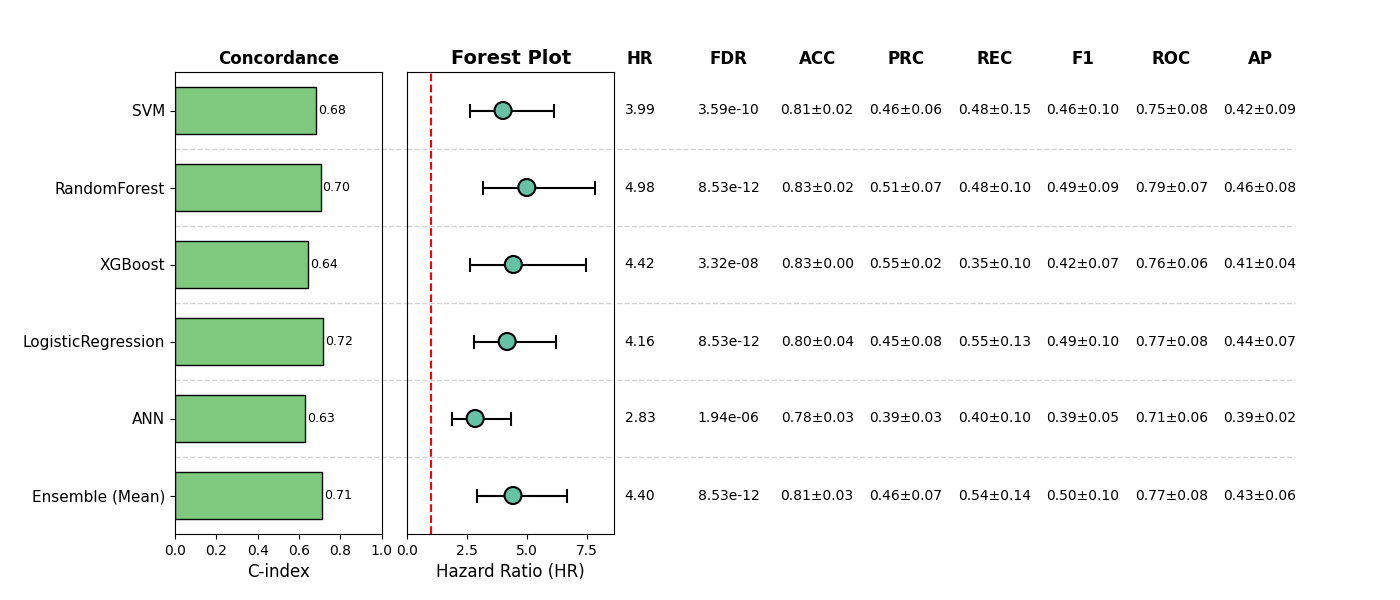 Concordance Forest Plot HR FDR ACC PRC REC F1 ROC AP
SVM 0.68 3.99 3.59e-10 0.81±0.02 0.46±0.06 0.48±0.15 0.46±0.10 0.75±0.08 0.42±0.09
RandomForest 0.70 4.98 8.53e-12 0.83±0.02 0.51±0.07 0.48±0.10 0.49±0.09 0.79±0.07 0.46±0.08
XGBoost 0.64 4.42 3.32e-08 0.83±0.00 0.55±0.02 0.35±0.10 0.42±0.07 0.76±0.06 0.41±0.04
LogisticRegression 0.72 4.16 8.53e-12 0.80±0.04 0.45±0.08 0.55±0.13 0.49±0.10 0.77±0.08 0.44±0.07
ANN 0.63 2.83 1.94e-06 0.78±0.03 0.39±0.03 0.40±0.10 0.39±0.05 0.71±0.06 0.39±0.02
Ensemble (Mean) 0.71 4.40 8.53e-12 0.81±0.03 0.46±0.07 0.54±0.14 0.50±0.10 0.77±0.08 0.43±0.06
0.0 0.2 0.4 0.6 0.8 1.0 0.0 2.5 5.0 7.5
C-index Hazard Ratio (HR)